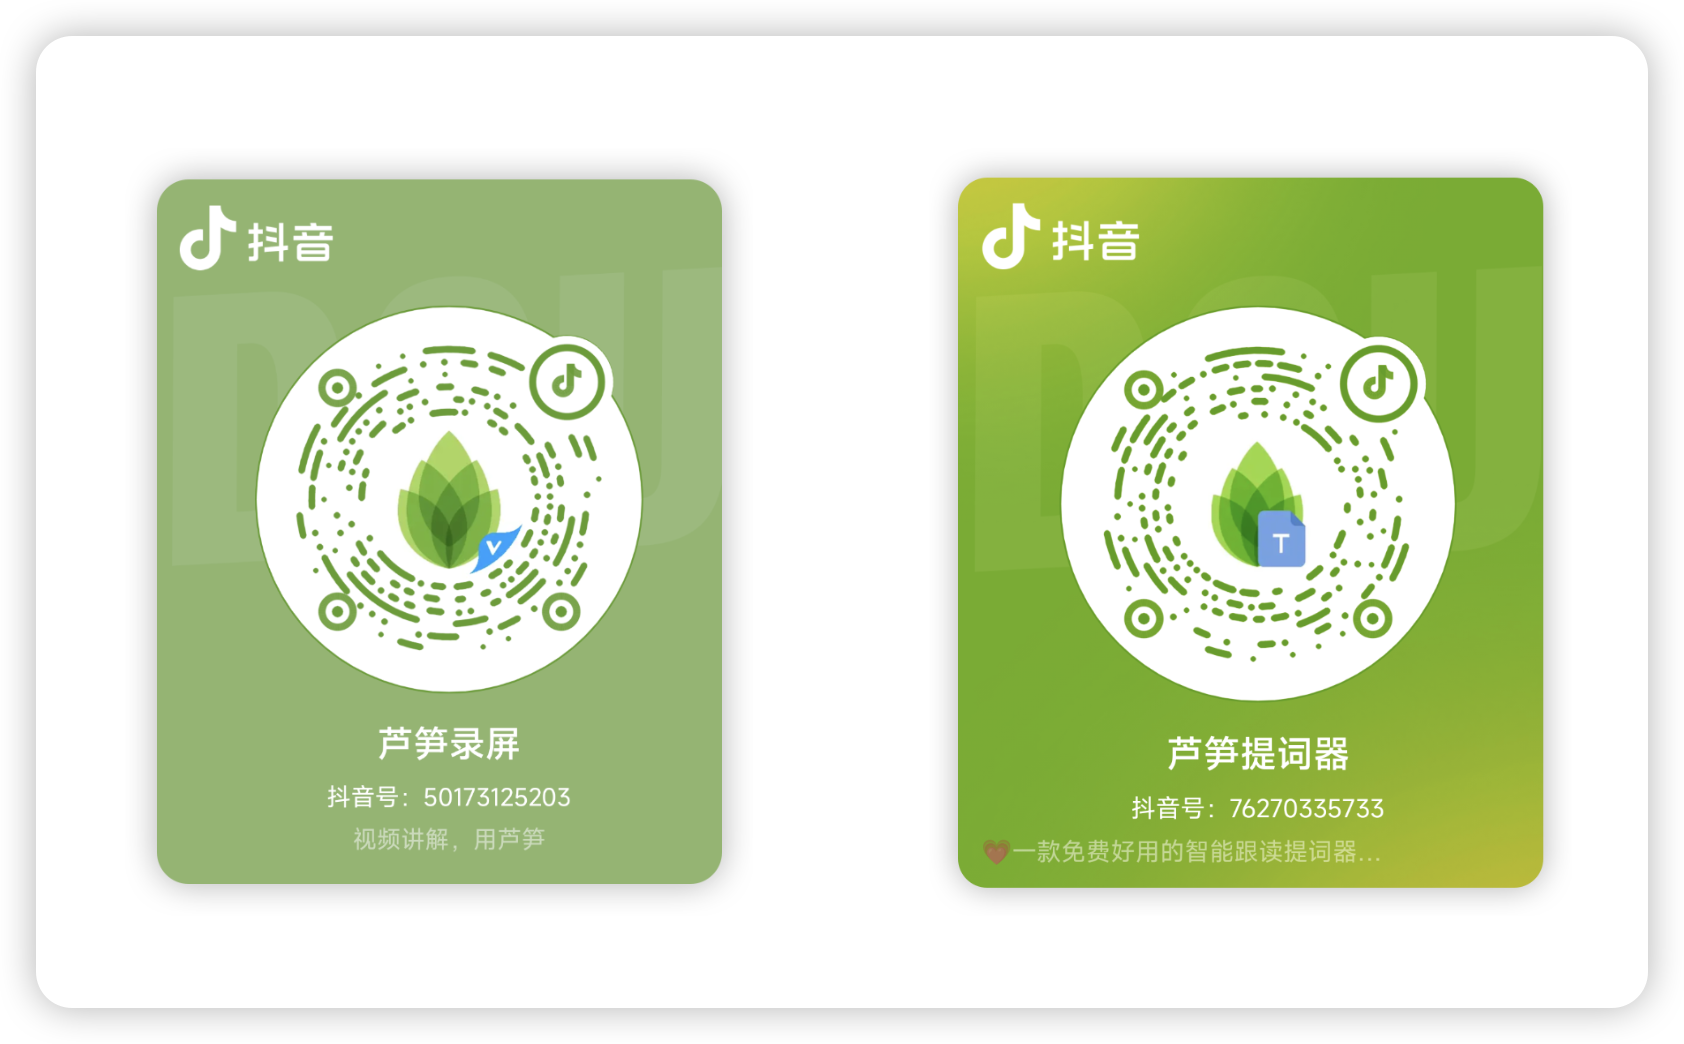 抖音
DOU
V
芦笋录屏
抖音号：50173125203
视频讲解，用芦笋
抖音
DOU
T
芦笋提词器
抖音号：76270335733
❤️一款免费好用的智能跟读提词器...